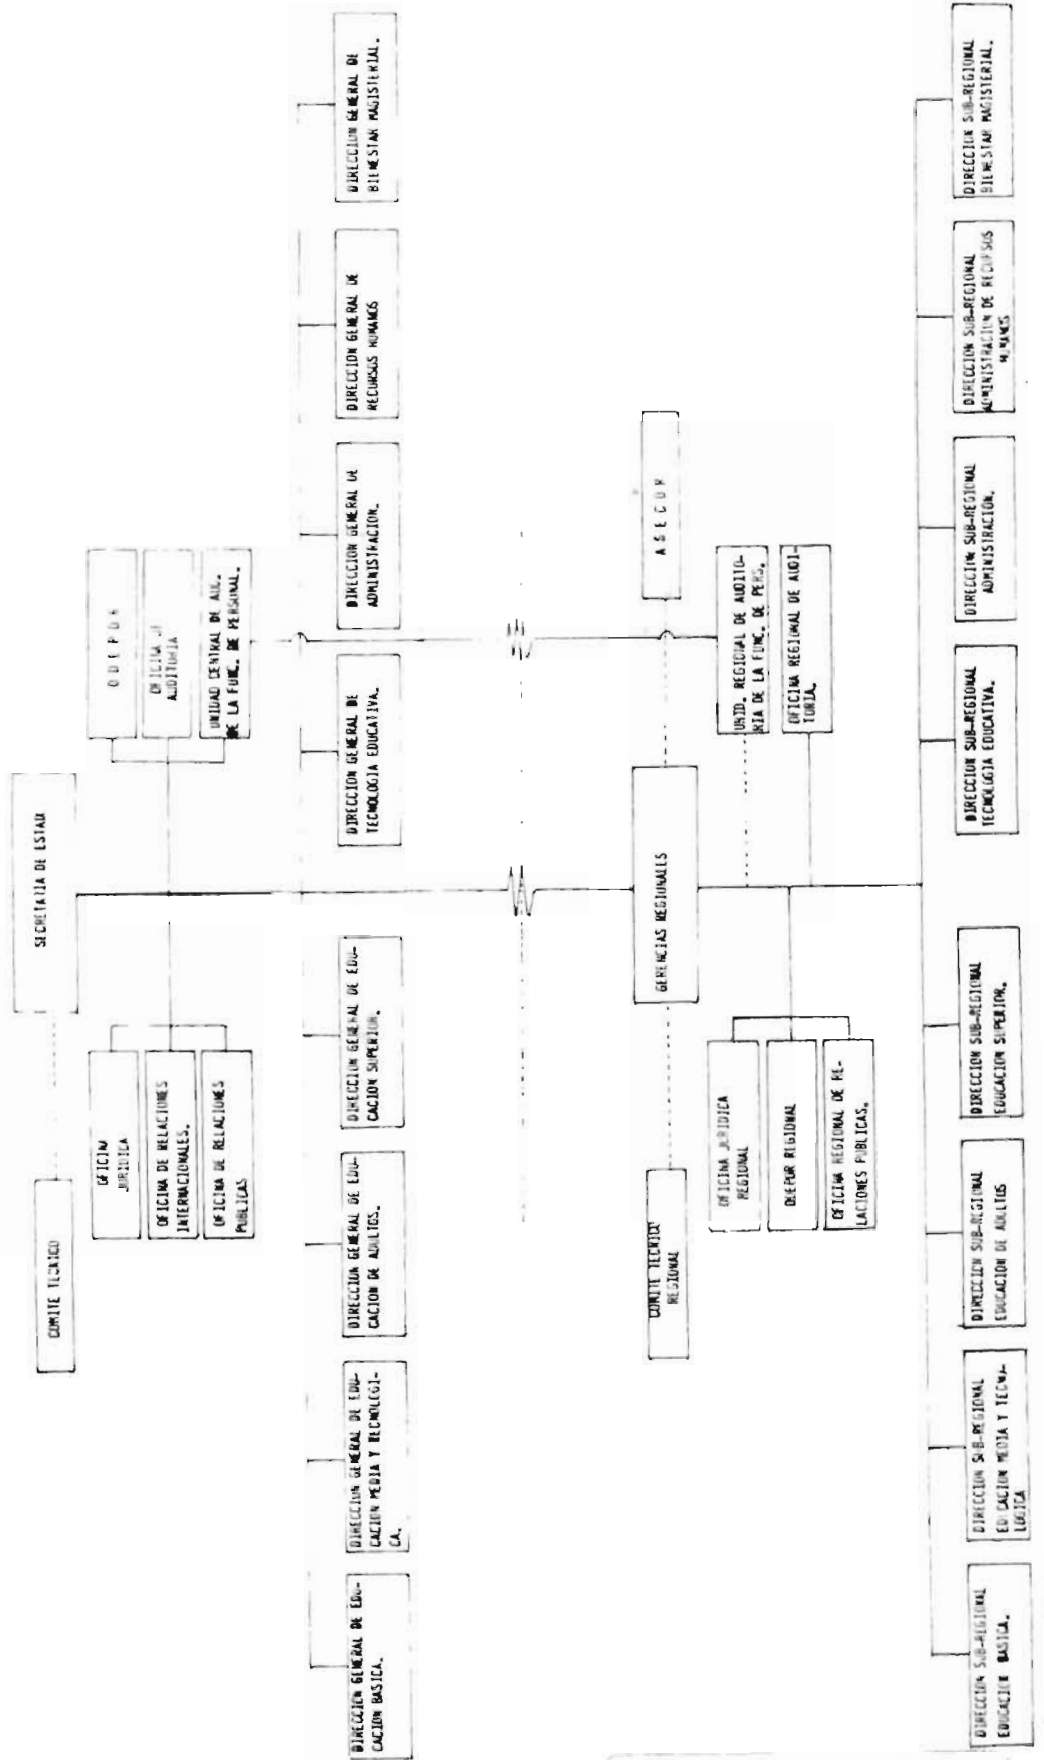 SECRETARIA DE ESTADO
COMITE TECNICO
OFICINA
JURIDICA
OFICINA DE RELACIONES
INTERNACIONALES.
OFICINA DE RELACIONES
PUBLICAS
O D E P O R
OFICINA DE
AUDITORIA
UNIDAD CENTRAL DE AUD.
DE LA FUNC. DE PERSONAL.
DIRECCION GENERAL DE EDU-
CACION BASICA.
DIRECCION GENERAL DE EDU-
CACION MEDIA Y TECNOLEGI-
CA.
DIRECCION GENERAL DE EDU-
CACION DE ADULTOS.
DIRECCION GENERAL DE EDU-
CACION SUPERIOR.
DIRECCION GENERAL DE
TECNOLOGIA EDUCATIVA.
DIRECCION GENERAL DE
ADMINISTRACION.
DIRECCION GENERAL DE
RECURSOS HUMANOS
DIRECCION GENERAL DE
BIENESTAR MAGISTERIAL.
COMITE TECNICO
REGIONAL
GERENCIAS REGIONALES
A S E C O R
OFICINA JURIDICA
REGIONAL
ODEPOR REGIONAL
OFICINA REGIONAL DE RE-
LACIONES PUBLICAS.
UNID. REGIONAL DE AUDITO-
RIA DE LA FUNC. DE PERS.
OFICINA REGIONAL DE AUDI-
TORIA.
DIRECCION SUB-REGIONAL
EDUCACION BASICA.
DIRECCION SUB-REGIONAL
EDUCACION MEDIA Y TECNO-
LOGICA
DIRECCION SUB-REGIONAL
EDUCACION DE ADULTOS
DIRECCION SUB-REGIONAL
EDUCACION SUPERIOR.
DIRECCION SUB-REGIONAL
TECNOLOGIA EDUCATIVA.
DIRECCION SUB-REGIONAL
ADMINISTRACION.
DIRECCION SUB-REGIONAL
ADMINISTRACION DE RECURSOS
HUMANOS
DIRECCION SUB-REGIONAL
BIENESTAR MAGISTERIAL.